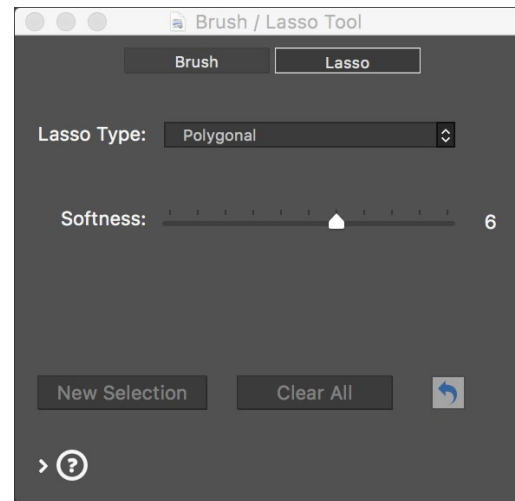 Brush / Lasso Tool
Brush Lasso
Lasso Type: Polygonal
Softness: 6
New Selection Clear All
> ?